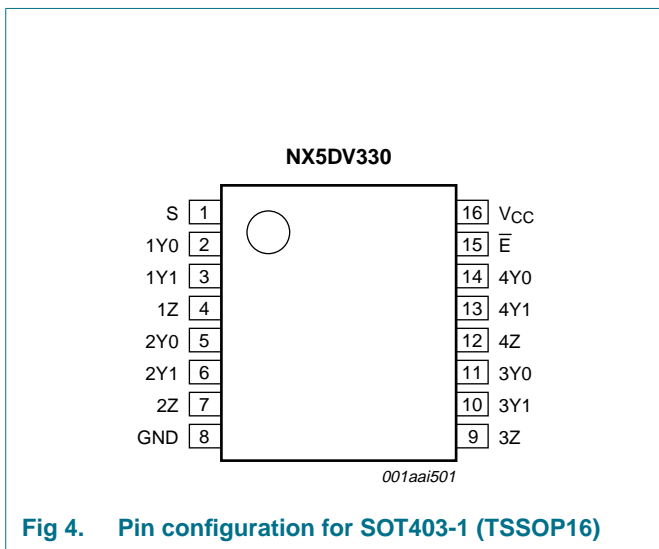 NX5DV330
S 1 16 VCC
1Y0 2 15 E̅
1Y1 3 14 4Y0
1Z 4 13 4Y1
2Y0 5 12 4Z
2Y1 6 11 3Y0
2Z 7 10 3Y1
GND 8 9 3Z
001aai501
Fig 4. Pin configuration for SOT403-1 (TSSOP16)